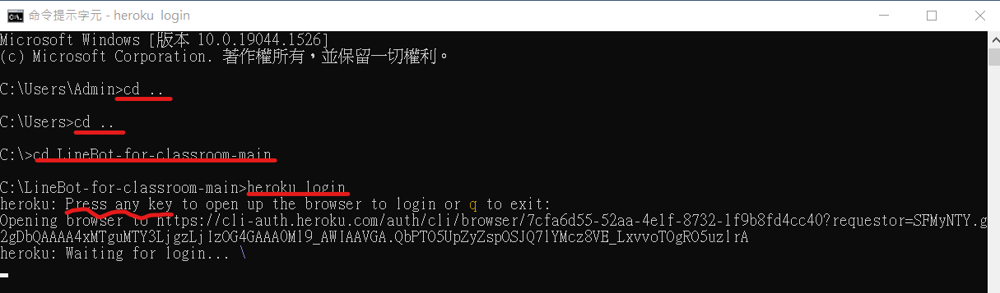 命令提示字元 - heroku login
Microsoft Windows [版本 10.0.19044.1526]
(c) Microsoft Corporation. 著作權所有，並保留一切權利。
C:\Users\Admin>cd ..
C:\Users>cd ..
C:\>cd LineBot-for-classroom-main
C:\LineBot-for-classroom-main>heroku login
heroku: Press any key to open up the browser to login or q to exit:
Opening browser to https://cli-auth.heroku.com/auth/cli/browser/7cfa6d55-52aa-4e1f-8732-1f9b8fd4cc40?requestor=SFMyNTY.g
2gDbQAAAA4xMTguMTY3LjgzLjIzOG4GAAA0Ml9_AWIAAVGA.QbPTO5UpZyZspOSJQ7lYMcz8VE_LxvvoTOgRO5uzlrA
heroku: Waiting for login... \